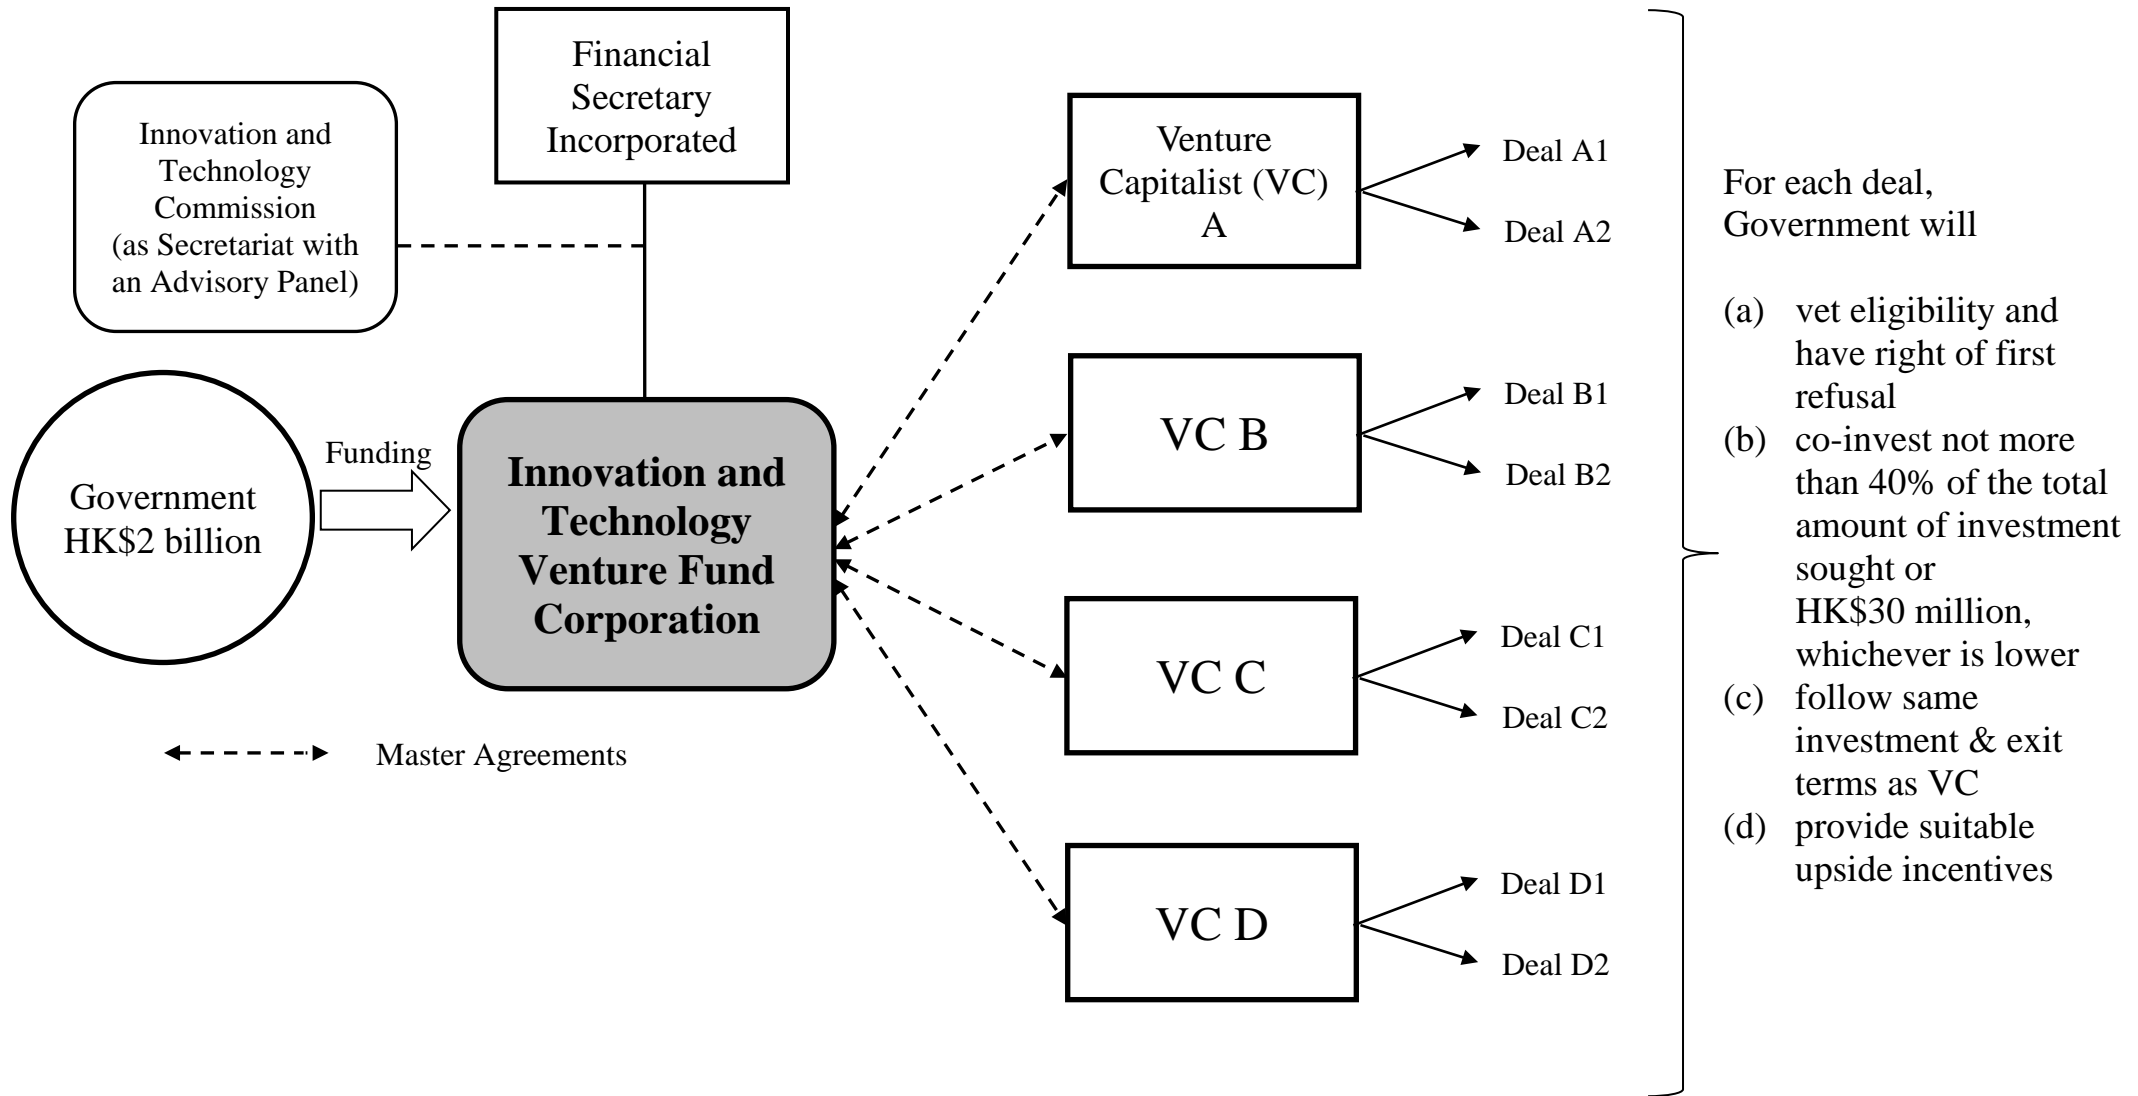 Financial
Secretary
Incorporated
Innovation and
Technology
Commission
(as Secretariat with
an Advisory Panel)
Government
HK$2 billion
Funding
Innovation and
Technology
Venture Fund
Corporation
Master Agreements
Venture
Capitalist (VC)
A
Deal A1
Deal A2
VC B
Deal B1
Deal B2
VC C
Deal C1
Deal C2
VC D
Deal D1
Deal D2
For each deal,
Government will
(a) vet eligibility and
have right of first
refusal
(b) co-invest not more
than 40% of the total
amount of investment
sought or
HK$30 million,
whichever is lower
(c) follow same
investment & exit
terms as VC
(d) provide suitable
upside incentives